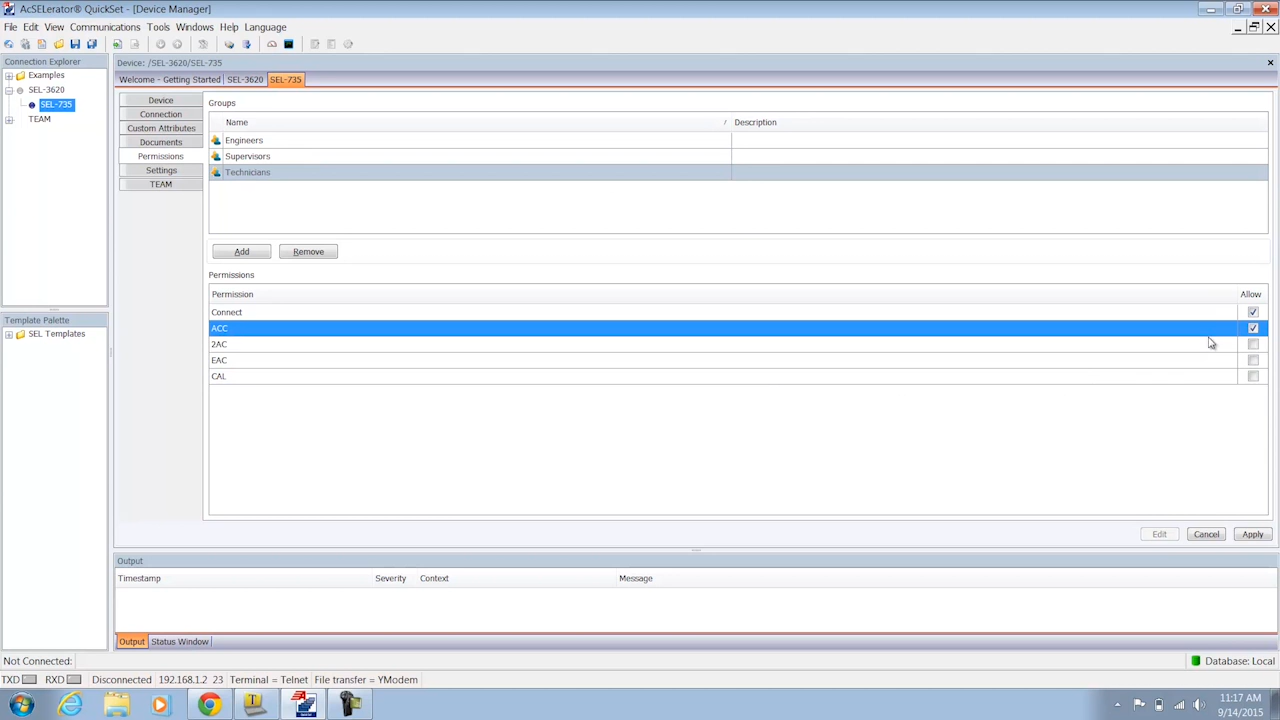 AcSELerator® QuickSet - [Device Manager]
File Edit View Communications Tools Windows Help Language
Connection Explorer
Examples
SEL-3620
SEL-735
TEAM
Template Palette
SEL Templates
Device: /SEL-3620/SEL-735
Welcome - Getting Started SEL-3620 SEL-735
Device
Connection
Custom Attributes
Documents
Permissions
Settings
TEAM
Groups
Name / Description
Engineers
Supervisors
Technicians
Add Remove
Permissions
Permission Allow
Connect
ACC
2AC
EAC
CAL
Edit Cancel Apply
Output
Timestamp Severity Context Message
Output Status Window
Not Connected: Database: Local
TXD RXD Disconnected 192.168.1.2 23 Terminal = Telnet File transfer = YModem
11:17 AM
9/14/2015